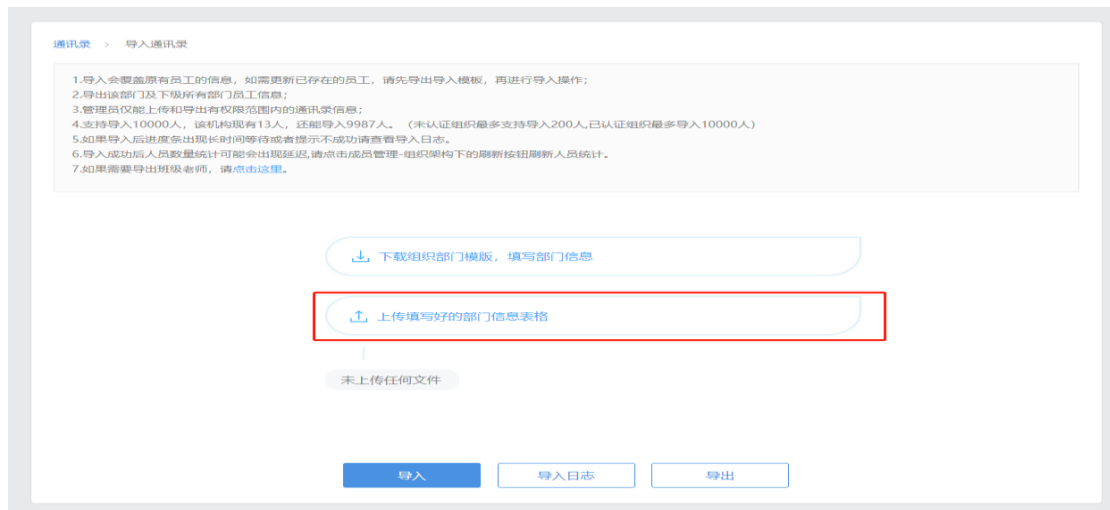 通讯录 > 导入通讯录
1.导入会覆盖原有员工的信息，如需更新已存在的员工，请先导出导入模板，再进行导入操作；
2.导出该部门及下级所有部门员工信息；
3.管理员仅能上传和导出有权限范围内的通讯录信息；
4.支持导入10000人，该机构现有13人，还能导入9987人。（未认证组织最多支持导入200人,已认证组织最多导入10000人）
5.如果导入后进度条出现长时间等待或者提示不成功请查看导入日志。
6.导入成功后人员数量统计可能会出现延迟,请点击成员管理-组织架构下的刷新按钮刷新人员统计。
7.如果需要导出班级老师，请点击这里。
下载组织部门模版，填写部门信息
上传填写好的部门信息表格
未上传任何文件
导入 导入日志 导出